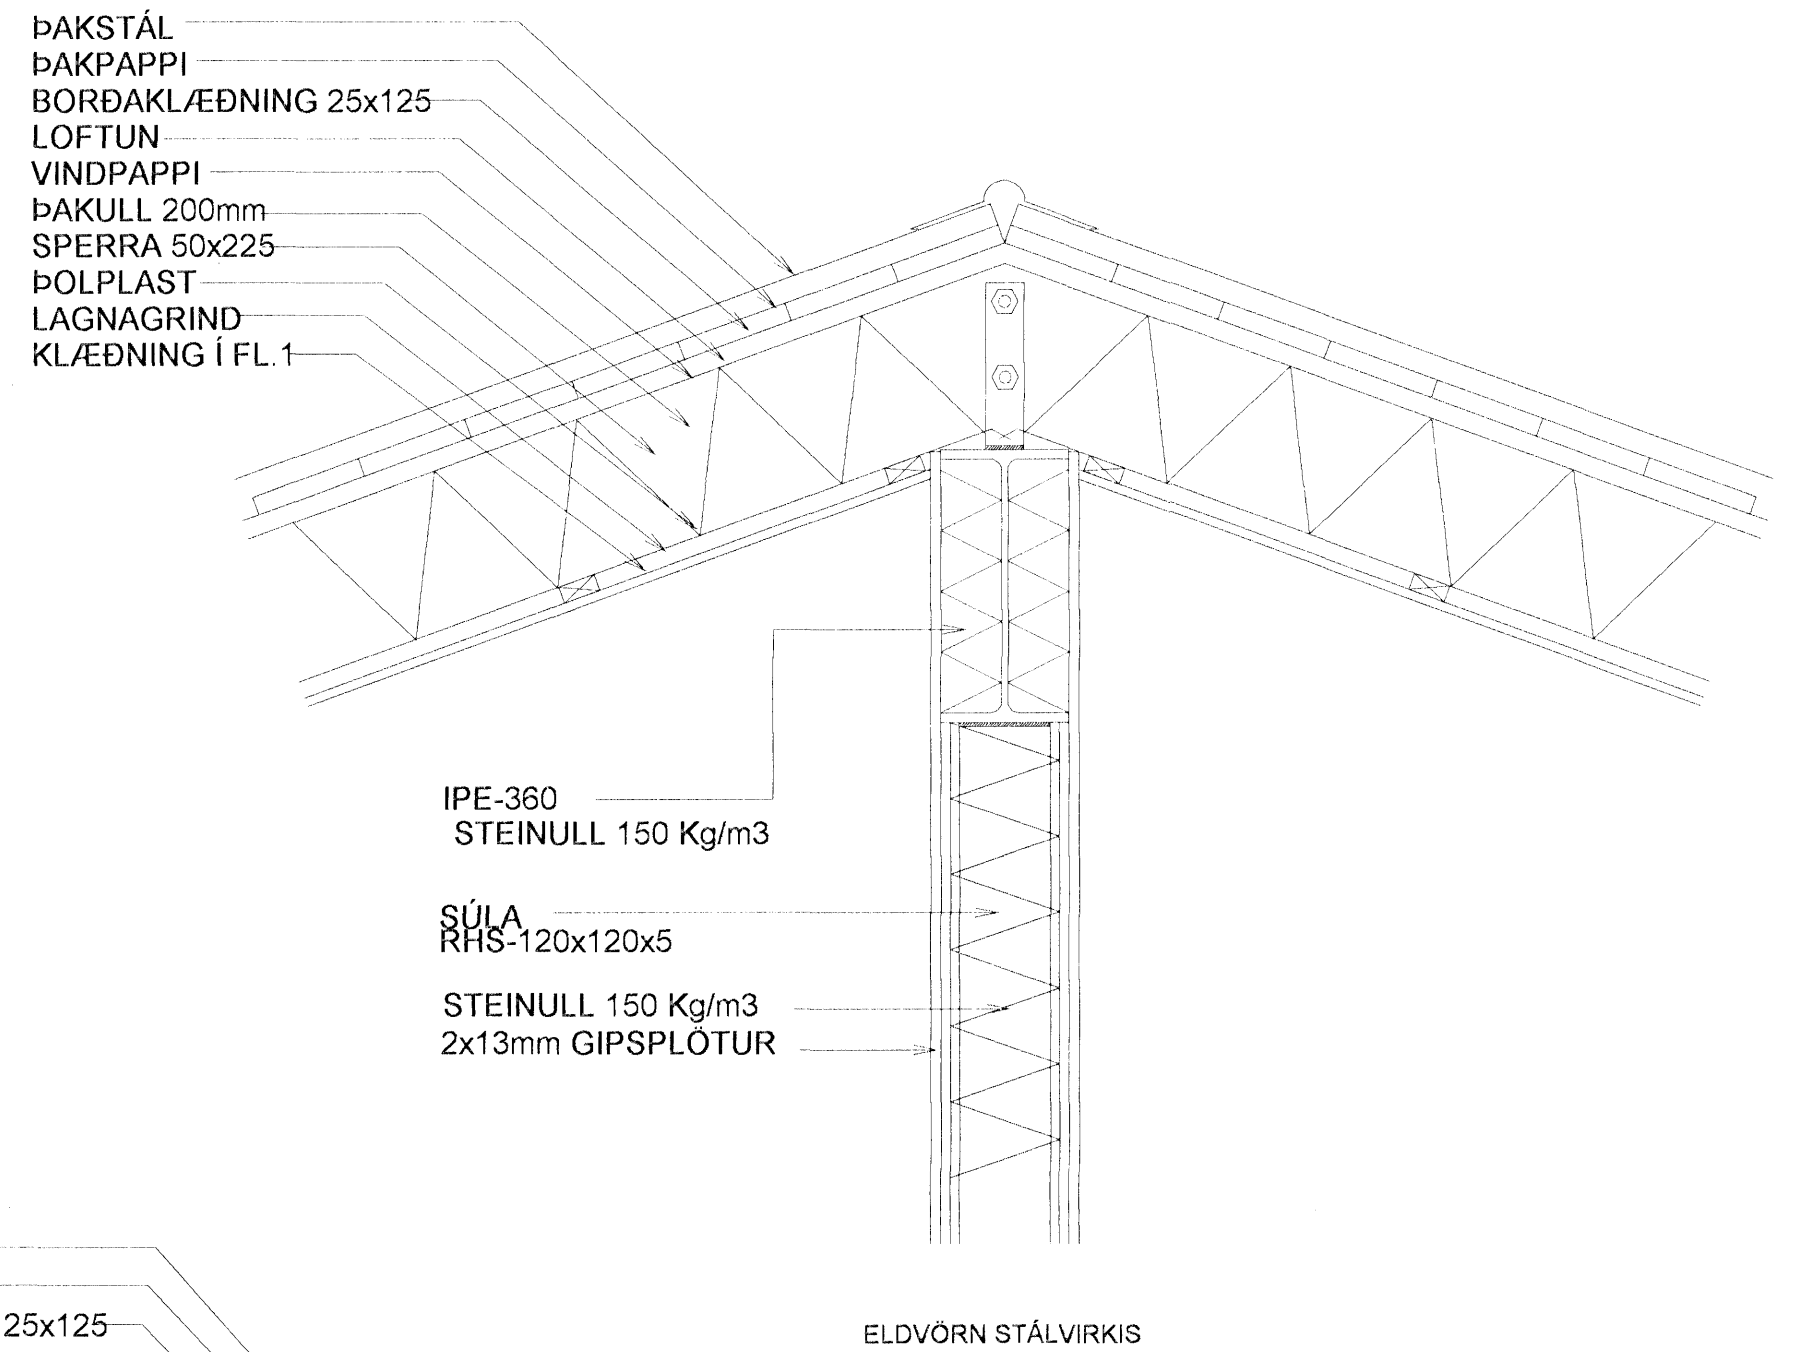 ÞAKSTÁL
ÞAKPAPPI
BORÐAKLÆÐNING 25x125
LOFTUN
VINDPAPPI
ÞAKULL 200mm
SPERRA 50x225
ÞOLPLAST
LAGNAGRIND
KLÆÐNING Í FL.1
IPE-360
STEINULL 150 Kg/m3
SÚLA
RHS-120x120x5
STEINULL 150 Kg/m3
2x13mm GIPSPLÖTUR
25x125
ELDVÖRN STÁLVIRKIS